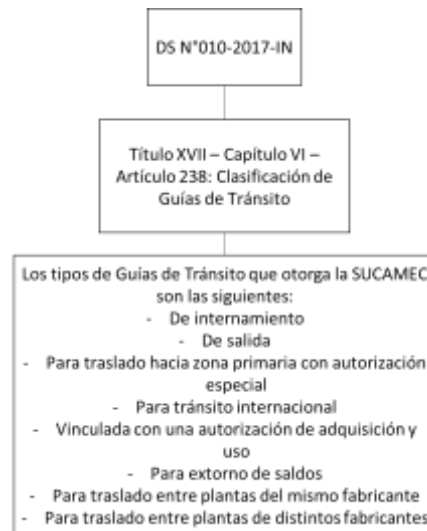 DS N°010-2017-IN
Título XVII – Capítulo VI –
Artículo 238: Clasificación de
Guías de Tránsito
Los tipos de Guías de Tránsito que otorga la SUCAMEC
son las siguientes:
- De internamiento
- De salida
- Para traslado hacia zona primaria con autorización
especial
- Para tránsito internacional
- Vinculada con una autorización de adquisición y
uso
- Para extorno de saldos
- Para traslado entre plantas del mismo fabricante
- Para traslado entre plantas de distintos fabricantes